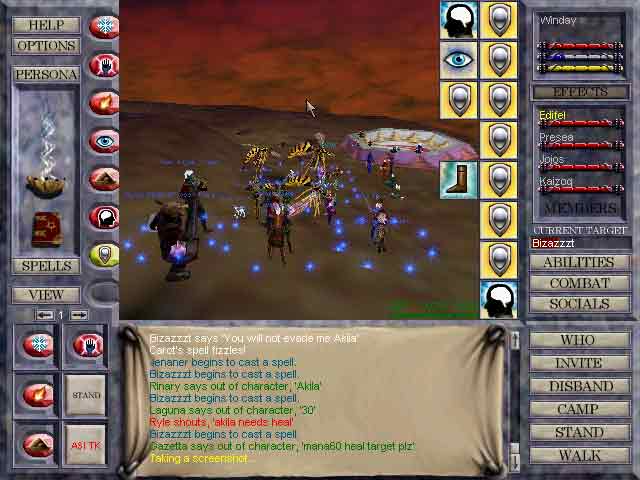 HELP
OPTIONS
PERSONA
SPELLS
VIEW
1
STAND
ASI TK
Winday
EFFECTS
Edifel
Presea
Jojos
Kaizoq
MEMBERS
CURRENT TARGET
Bizazzzt
ABILITIES
COMBAT
SOCIALS
WHO
INVITE
DISBAND
CAMP
STAND
WALK
Bizazzzt says 'You will not evade me Akila'
Carot's spell fizzles!
Ienaner begins to cast a spell.
Bizazzzt begins to cast a spell.
Rinary says out of character, 'Akila'
Bizazzzt begins to cast a spell.
Laguna says out of character, '30'
Ryle shouts, 'akila needs heal'
Bizazzzt begins to cast a spell.
Gazetta says out of character, 'mana60 heal target plz'
Taking a screenshot...